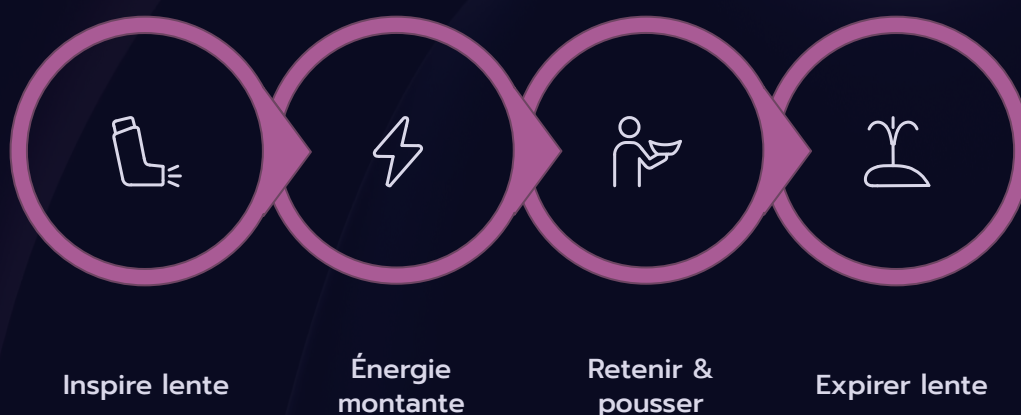 Inspire lente
Énergie
montante
Retenir &
pousser
Expirer lente